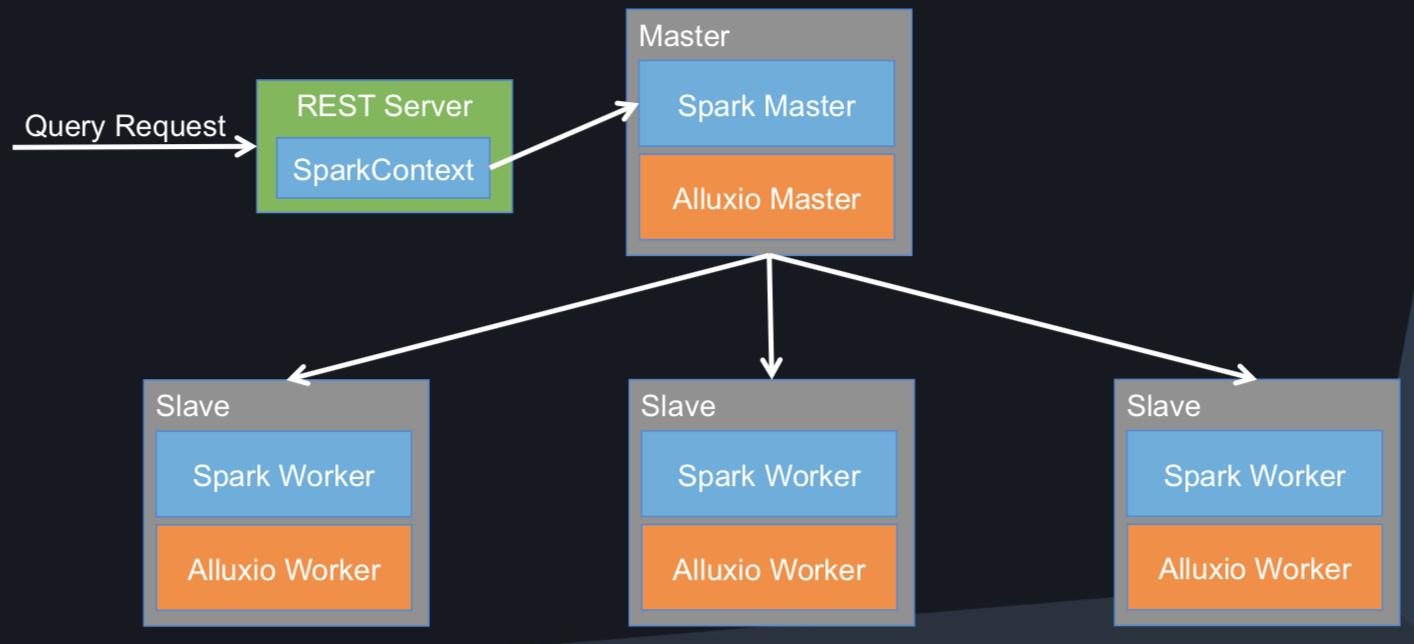 Master
REST Server
Spark Master
Query Request
SparkContext
Alluxio Master
Slave
Spark Worker
Alluxio Worker
Slave
Spark Worker
Alluxio Worker
Slave
Spark Worker
Alluxio Worker